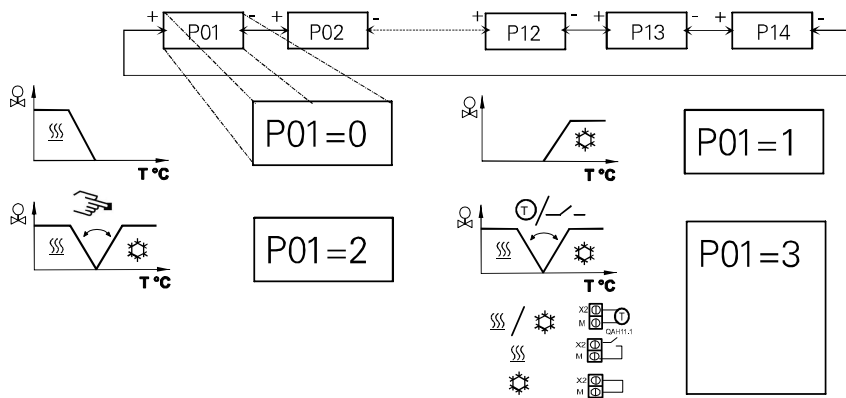 + P01 - + P02 - P12 - + P13 - + P14 -
P01=0
T °C
P01=1
T °C
P01=2
T °C
T /
P01=3
T °C
/ X2 T
M
QAH11.1
X2
M
X2
M